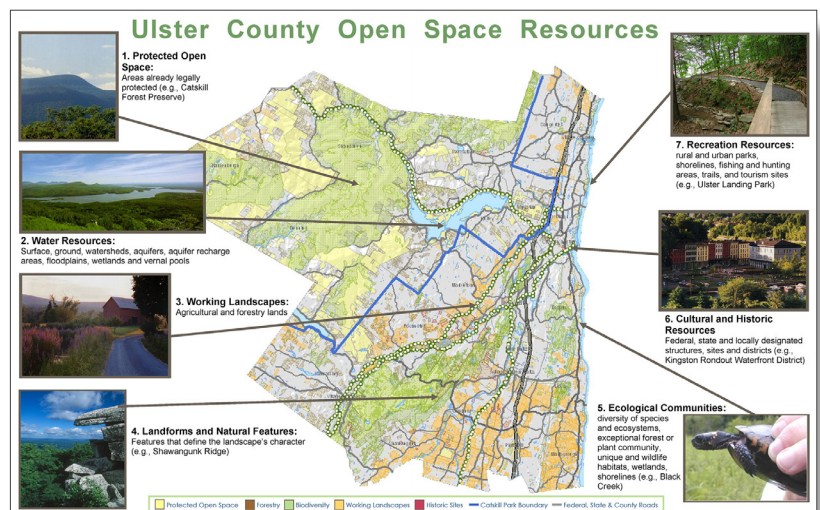 Ulster County Open Space Resources
1. Protected Open
Space:
Areas already legally
protected (e.g., Catskill
Forest Preserve)
2. Water Resources:
Surface, ground, watersheds, aquifers, aquifer recharge
areas, floodplains, wetlands and vernal pools
3. Working Landscapes:
Agricultural and forestry lands
4. Landforms and Natural Features:
Features that define the landscape's character
(e.g., Shawangunk Ridge)
7. Recreation Resources:
rural and urban parks,
shorelines, fishing and hunting
areas, trails, and tourism sites
(e.g., Ulster Landing Park)
6. Cultural and Historic
Resources
Federal, state and locally designated
structures, sites and districts (e.g.,
Kingston Rondout Waterfront District)
5. Ecological Communities:
diversity of species
and ecosystems,
exceptional forest or
plant community,
unique and wildlife
habitats, wetlands,
shorelines (e.g., Black
Creek)
Protected Open Space Forestry Biodiversity Working Landscapes Historic Sites Catskill Park Boundary Federal, State & County Roads